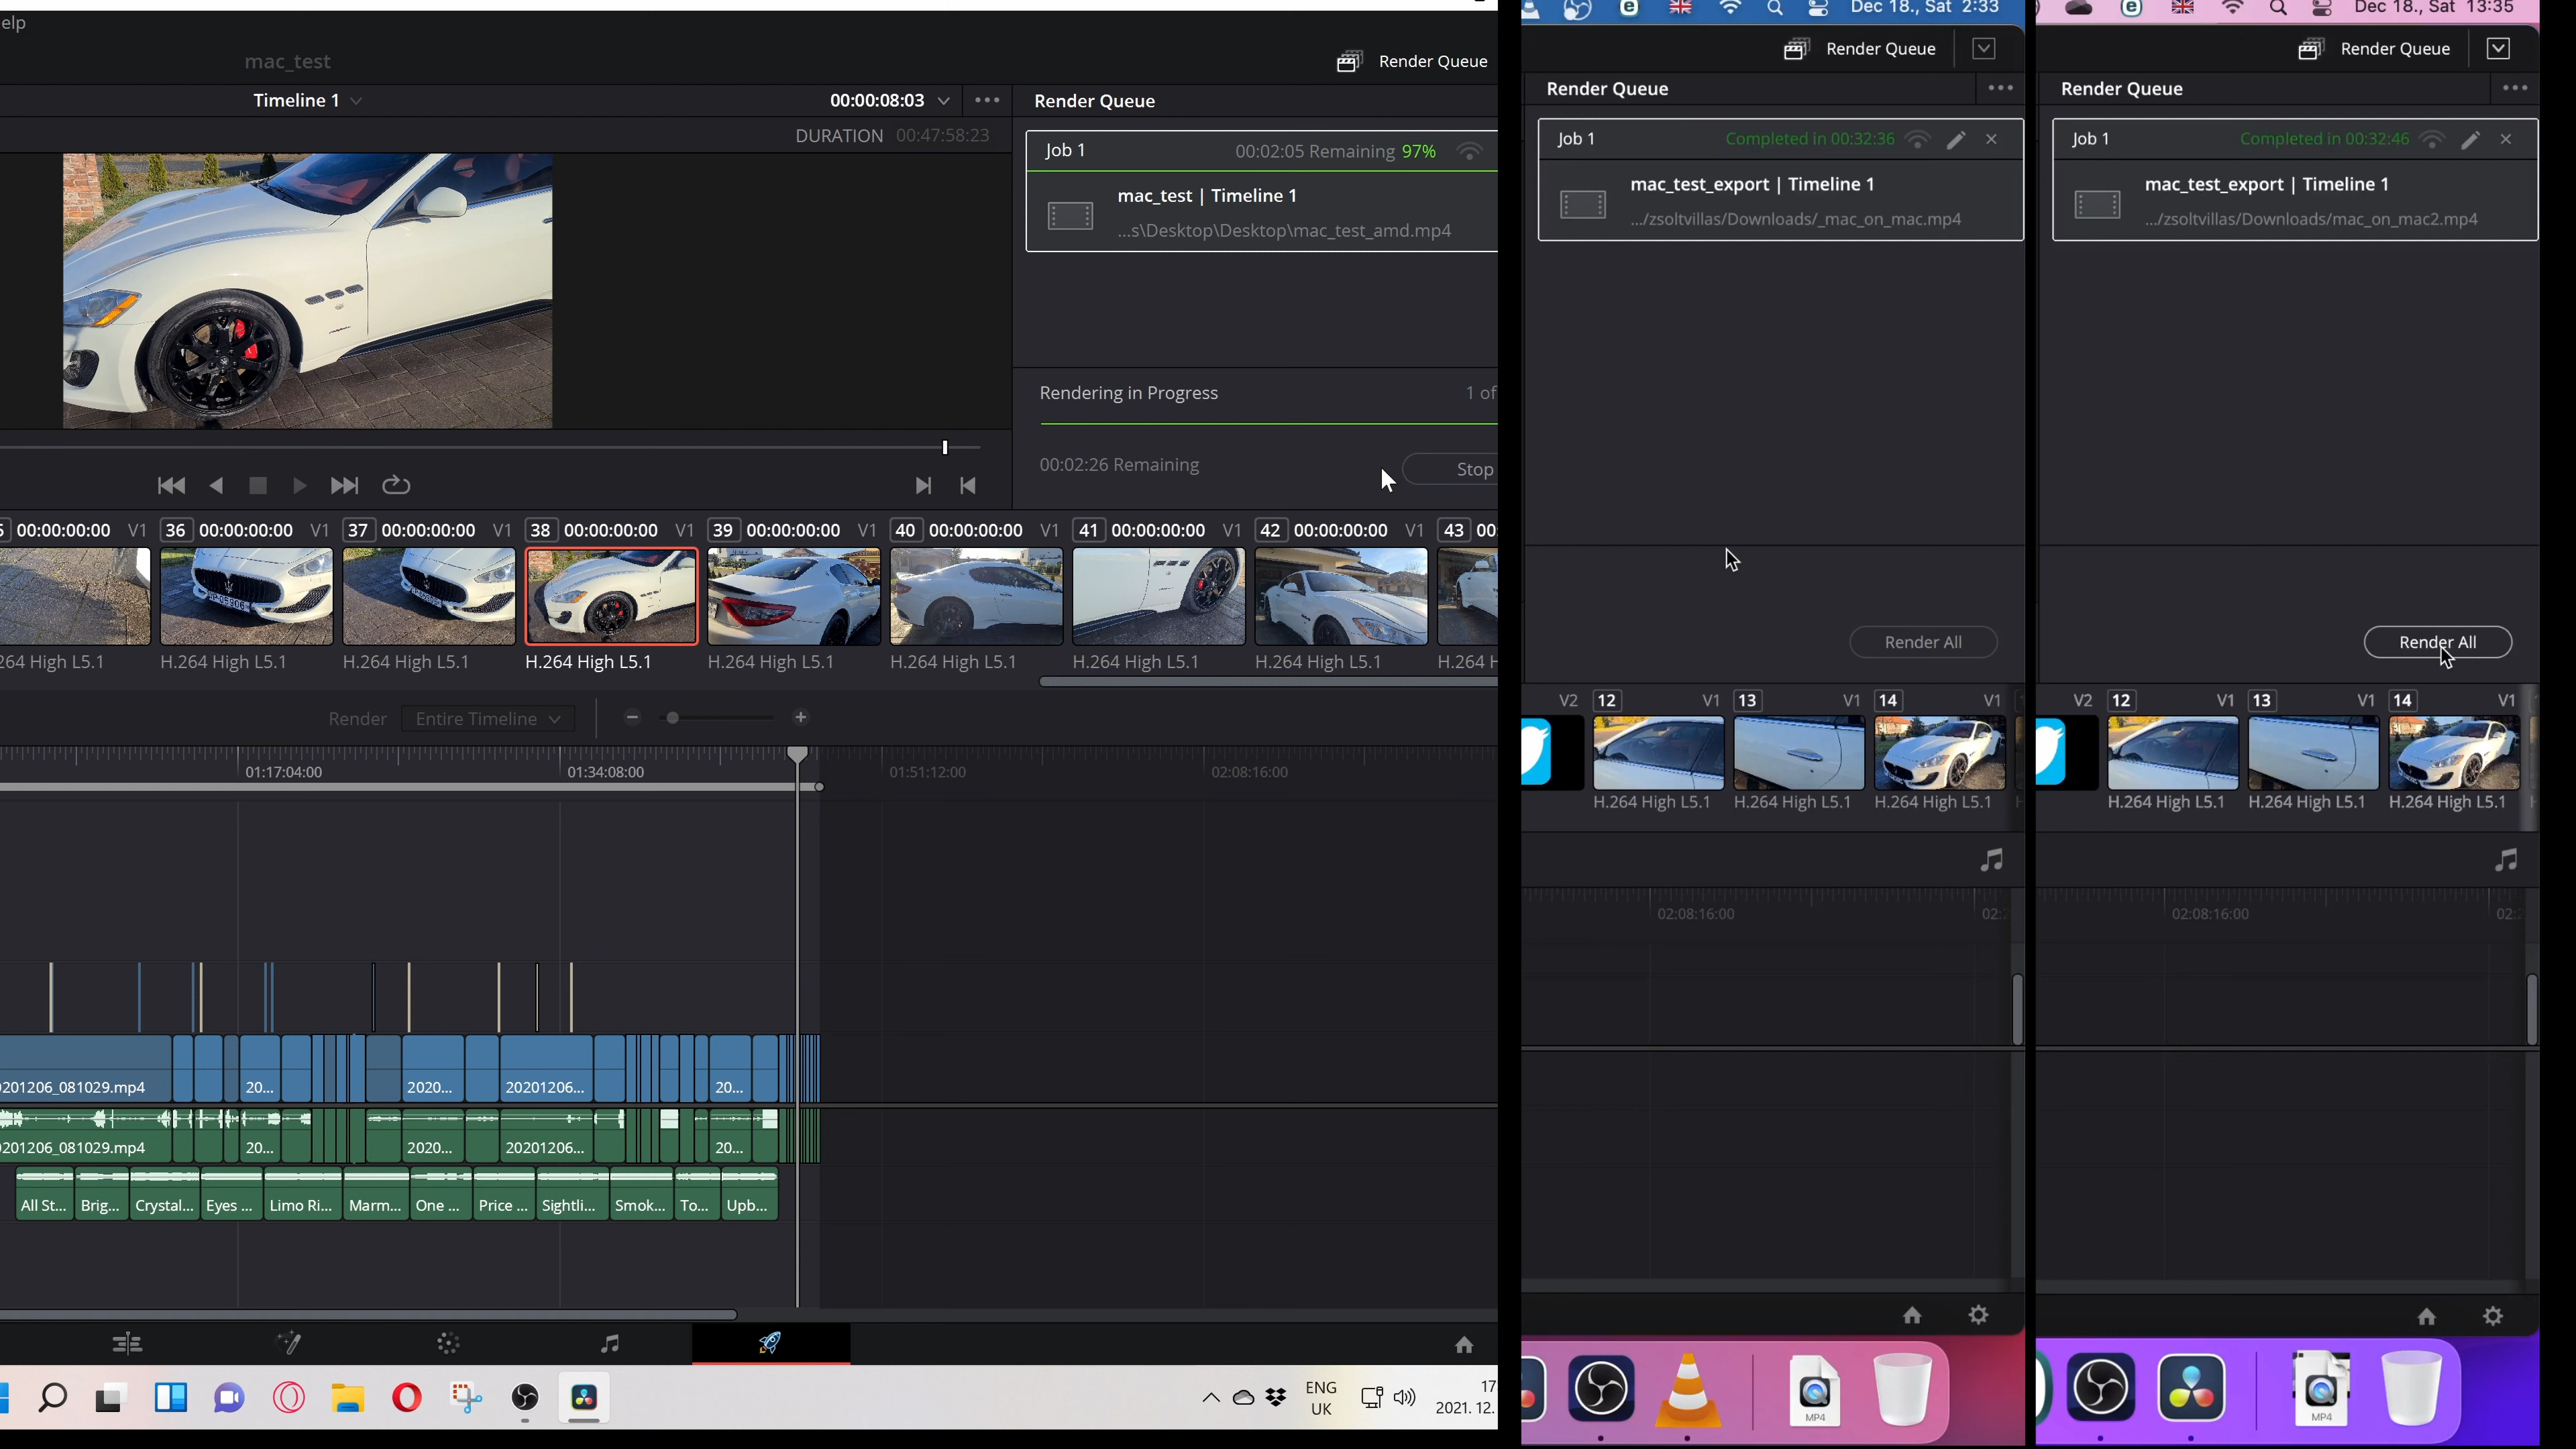 elp
mac_test
Render Queue
Timeline 1
00:00:08:03
Render Queue
DURATION 00:47:58:23
Job 1
00:02:05 Remaining 97%
mac_test | Timeline 1
...s\Desktop\Desktop\mac_test_amd.mp4
Rendering in Progress
1 of
00:02:26 Remaining
Stop
00:00:00:00 V1
36 00:00:00:00 V1
37 00:00:00:00 V1
38 00:00:00:00 V1
39 00:00:00:00 V1
40 00:00:00:00 V1
41 00:00:00:00 V1
42 00:00:00:00 V1
43 00
264 High L5.1
H.264 High L5.1
H.264 High L5.1
H.264 High L5.1
H.264 High L5.1
H.264 High L5.1
H.264 High L5.1
H.264 High L5.1
H.264 H
Render
Entire Timeline
01:17:04:00
01:34:08:00
01:51:12:00
02:08:16:00
0201206_081029.mp4
20...
2020...
20201206...
20...
0201206_081029.mp4
20...
2020...
20201206...
20...
All St...
Brig...
Crystal...
Eyes ...
Limo Ri...
Marm...
One ...
Price ...
Sightli...
Smok...
To...
Upb...
ENG
UK
17
2021. 12.
Dec 18., Sat 2:33
Render Queue
Render Queue
Job 1
Completed in 00:32:36
mac_test_export | Timeline 1
.../zsoltvillas/Downloads/_mac_on_mac.mp4
Render All
V2
12 V1
13 V1
14 V1
H.264 High L5.1
H.264 High L5.1
H.264 High L5.1
02:08:16:00
02:2
MP4
Dec 18., Sat 13:35
Render Queue
Render Queue
Job 1
Completed in 00:32:46
mac_test_export | Timeline 1
.../zsoltvillas/Downloads/mac_on_mac2.mp4
Render All
V2
12 V1
13 V1
14 V1
H.264 High L5.1
H.264 High L5.1
H.264 High L5.1
02:08:16:00
02:2
MP4